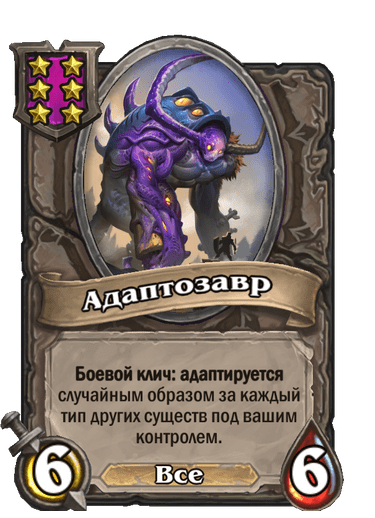 Адаптозавр
Боевой клич: адаптируется
случайным образом за каждый
тип других существ под вашим
контролем.
6
Все
6